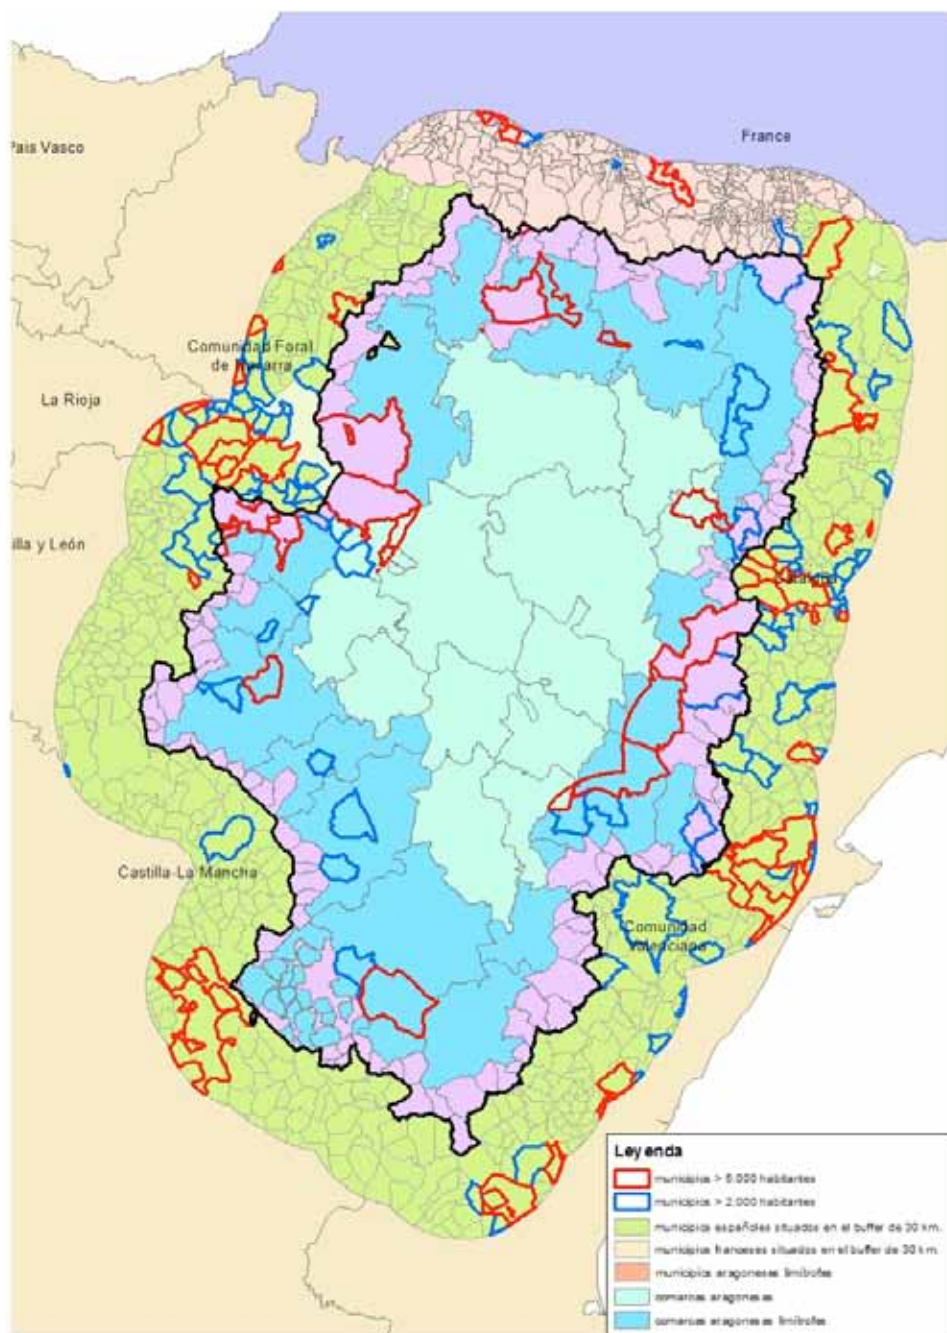 France
País Vasco
Comunidad Foral
de Navarra
La Rioja
illa y León
Cataluña
Castilla-La Mancha
Comunidad
Valenciana
Leyenda
municipios > 5.000 habitantes
municipios > 2.000 habitantes
municipios españoles situados en el buffer de 30 km.
municipios franceses situados en el buffer de 30 km.
municipios aragoneses limítrofes
comarcas aragonesas
comarcas aragonesas limítrofes